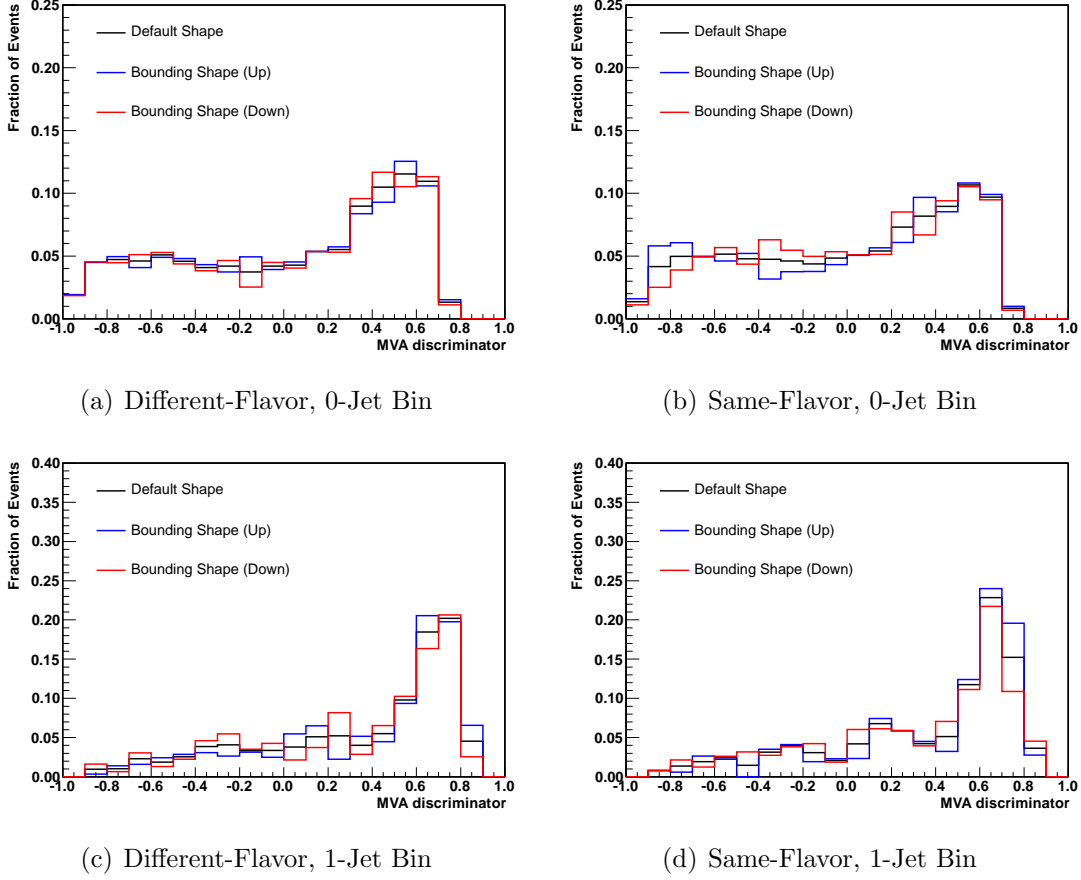 Fraction of Events
0.25
0.20
0.15
0.10
0.05
0.00
Default Shape
Bounding Shape (Up)
Bounding Shape (Down)
-1.0 -0.8 -0.6 -0.4 -0.2 0.0 0.2 0.4 0.6 0.8 1.0
MVA discriminator
(a) Different-Flavor, 0-Jet Bin
Fraction of Events
0.25
0.20
0.15
0.10
0.05
0.00
Default Shape
Bounding Shape (Up)
Bounding Shape (Down)
-1.0 -0.8 -0.6 -0.4 -0.2 0.0 0.2 0.4 0.6 0.8 1.0
MVA discriminator
(b) Same-Flavor, 0-Jet Bin
Fraction of Events
0.40
0.35
0.30
0.25
0.20
0.15
0.10
0.05
0.00
Default Shape
Bounding Shape (Up)
Bounding Shape (Down)
-1.0 -0.8 -0.6 -0.4 -0.2 0.0 0.2 0.4 0.6 0.8 1.0
MVA discriminator
(c) Different-Flavor, 1-Jet Bin
Fraction of Events
0.40
0.35
0.30
0.25
0.20
0.15
0.10
0.05
0.00
Default Shape
Bounding Shape (Up)
Bounding Shape (Down)
-1.0 -0.8 -0.6 -0.4 -0.2 0.0 0.2 0.4 0.6 0.8 1.0
MVA discriminator
(d) Same-Flavor, 1-Jet Bin